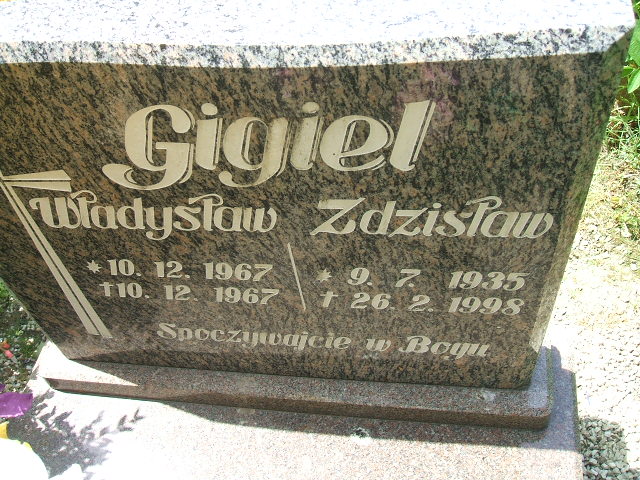 Gigiel
Władysław Zdzisław
* 10. 12. 1967 * 9. 7. 1935
† 10. 12. 1967 † 26. 2. 1998
Spoczywajcie w Bogu